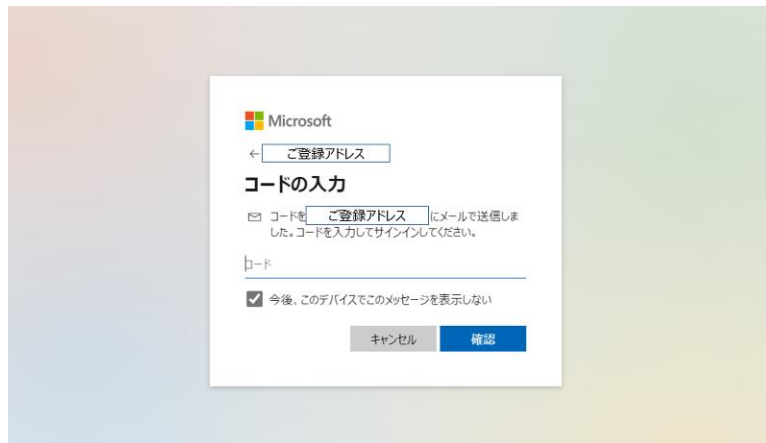 Microsoft
← ご登録アドレス
コードの入力
コードを ご登録アドレス にメールで送信しま
した。コードを入力してサインインしてください。
コード
今後、このデバイスでこのメッセージを表示しない
キャンセル 確認